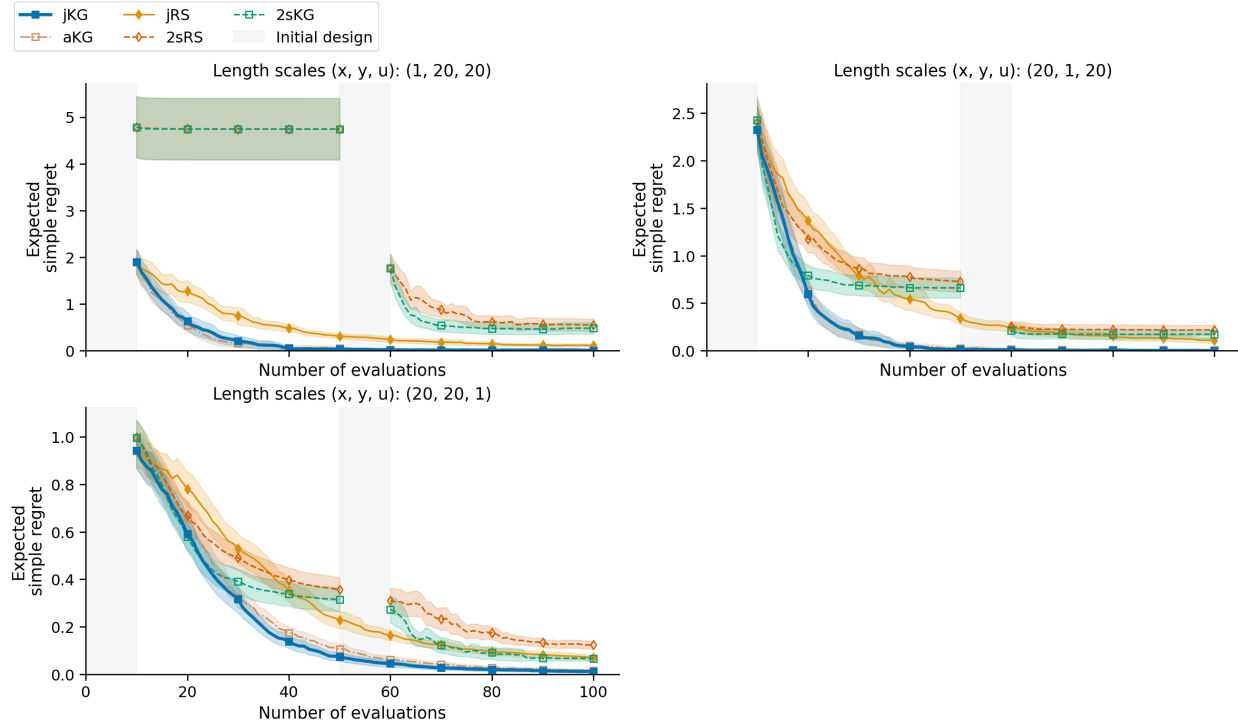 jKG jRS 2sKG
aKG 2sRS Initial design
Length scales (x, y, u): (1, 20, 20)
Expected
simple regret
5
4
3
2
1
0
Number of evaluations
Length scales (x, y, u): (20, 1, 20)
Expected
simple regret
2.5
2.0
1.5
1.0
0.5
0.0
Number of evaluations
Length scales (x, y, u): (20, 20, 1)
Expected
simple regret
1.0
0.8
0.6
0.4
0.2
0.0
0 20 40 60 80 100
Number of evaluations